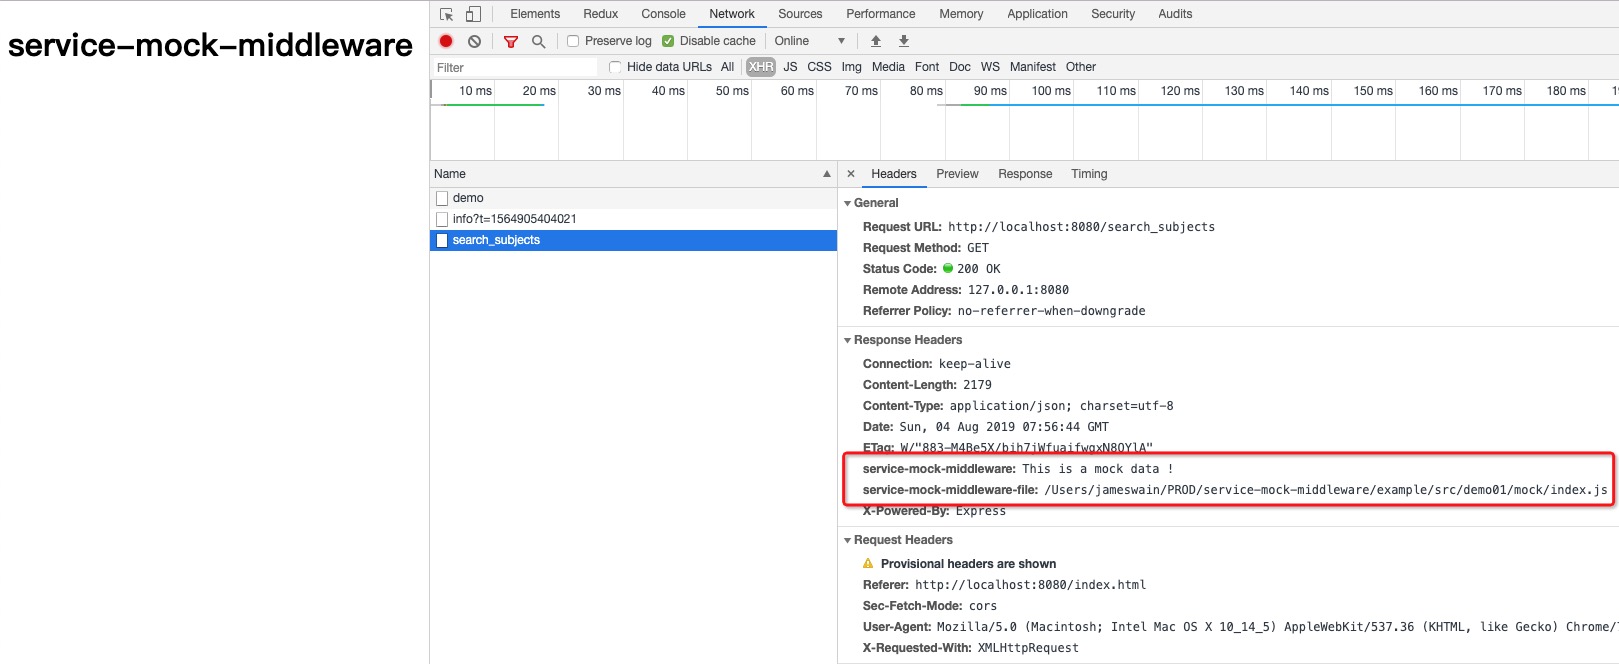 service-mock-middleware
Elements Redux Console Network Sources Performance Memory Application Security Audits
Preserve log Disable cache Online
Filter Hide data URLs All XHR JS CSS Img Media Font Doc WS Manifest Other
10 ms 20 ms 30 ms 40 ms 50 ms 60 ms 70 ms 80 ms 90 ms 100 ms 110 ms 120 ms 130 ms 140 ms 150 ms 160 ms 170 ms 180 ms
Name
demo
info?t=1564905404021
search_subjects
Headers Preview Response Timing
General
Request URL: http://localhost:8080/search_subjects
Request Method: GET
Status Code: 200 OK
Remote Address: 127.0.0.1:8080
Referrer Policy: no-referrer-when-downgrade
Response Headers
Connection: keep-alive
Content-Length: 2179
Content-Type: application/json; charset=utf-8
Date: Sun, 04 Aug 2019 07:56:44 GMT
ETag:
service-mock-middleware: This is a mock data !
service-mock-middleware-file: /Users/jameswain/PROD/service-mock-middleware/example/src/demo01/mock/index.js
X-Powered-By: Express
Request Headers
Provisional headers are shown
Referer: http://localhost:8080/index.html
Sec-Fetch-Mode: cors
User-Agent: Mozilla/5.0 (Macintosh; Intel Mac OS X 10_14_5) AppleWebKit/537.36 (KHTML, like Gecko) Chrome/
X-Requested-With: XMLHttpRequest